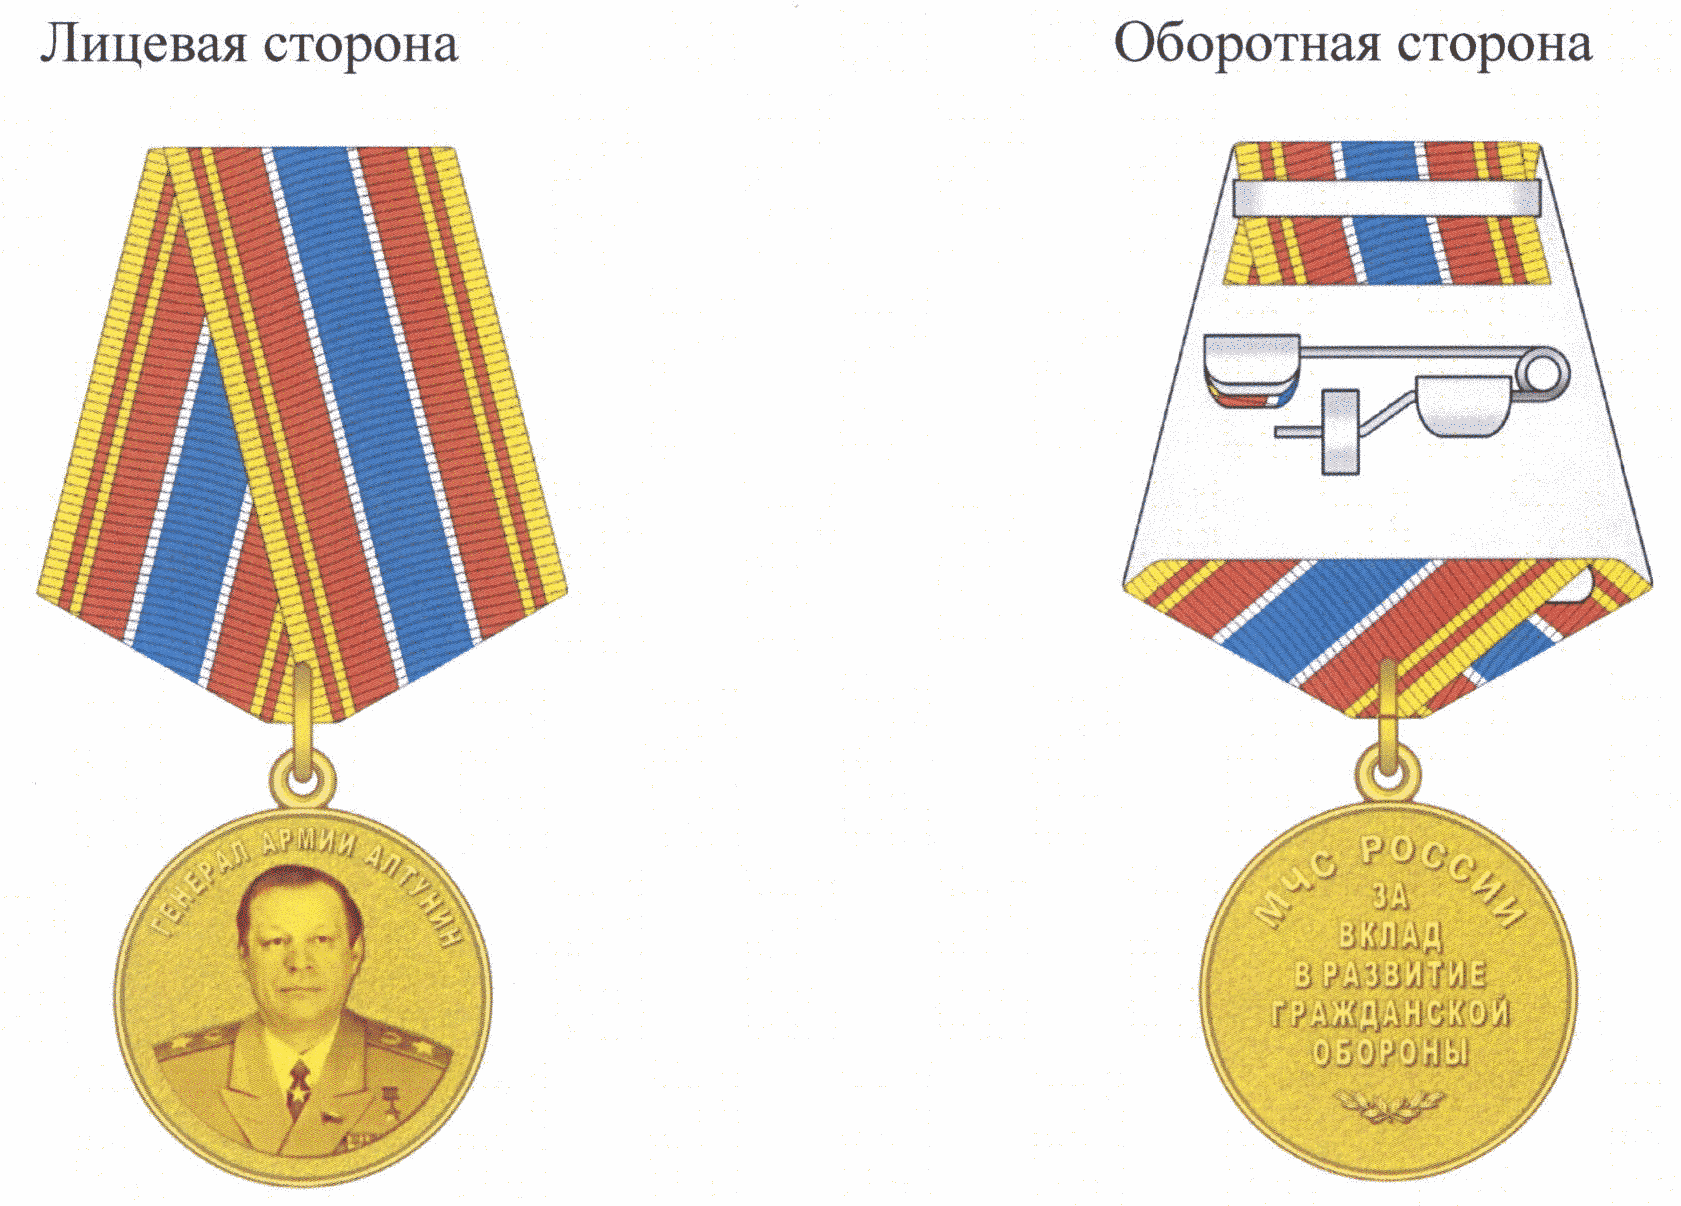 Лицевая сторона
Оборотная сторона
ГЕНЕРАЛ АРМИИ АЛТУНИН
МЧС РОССИИ
ЗА
ВКЛАД
В РАЗВИТИЕ
ГРАЖДАНСКОЙ
ОБОРОНЫ